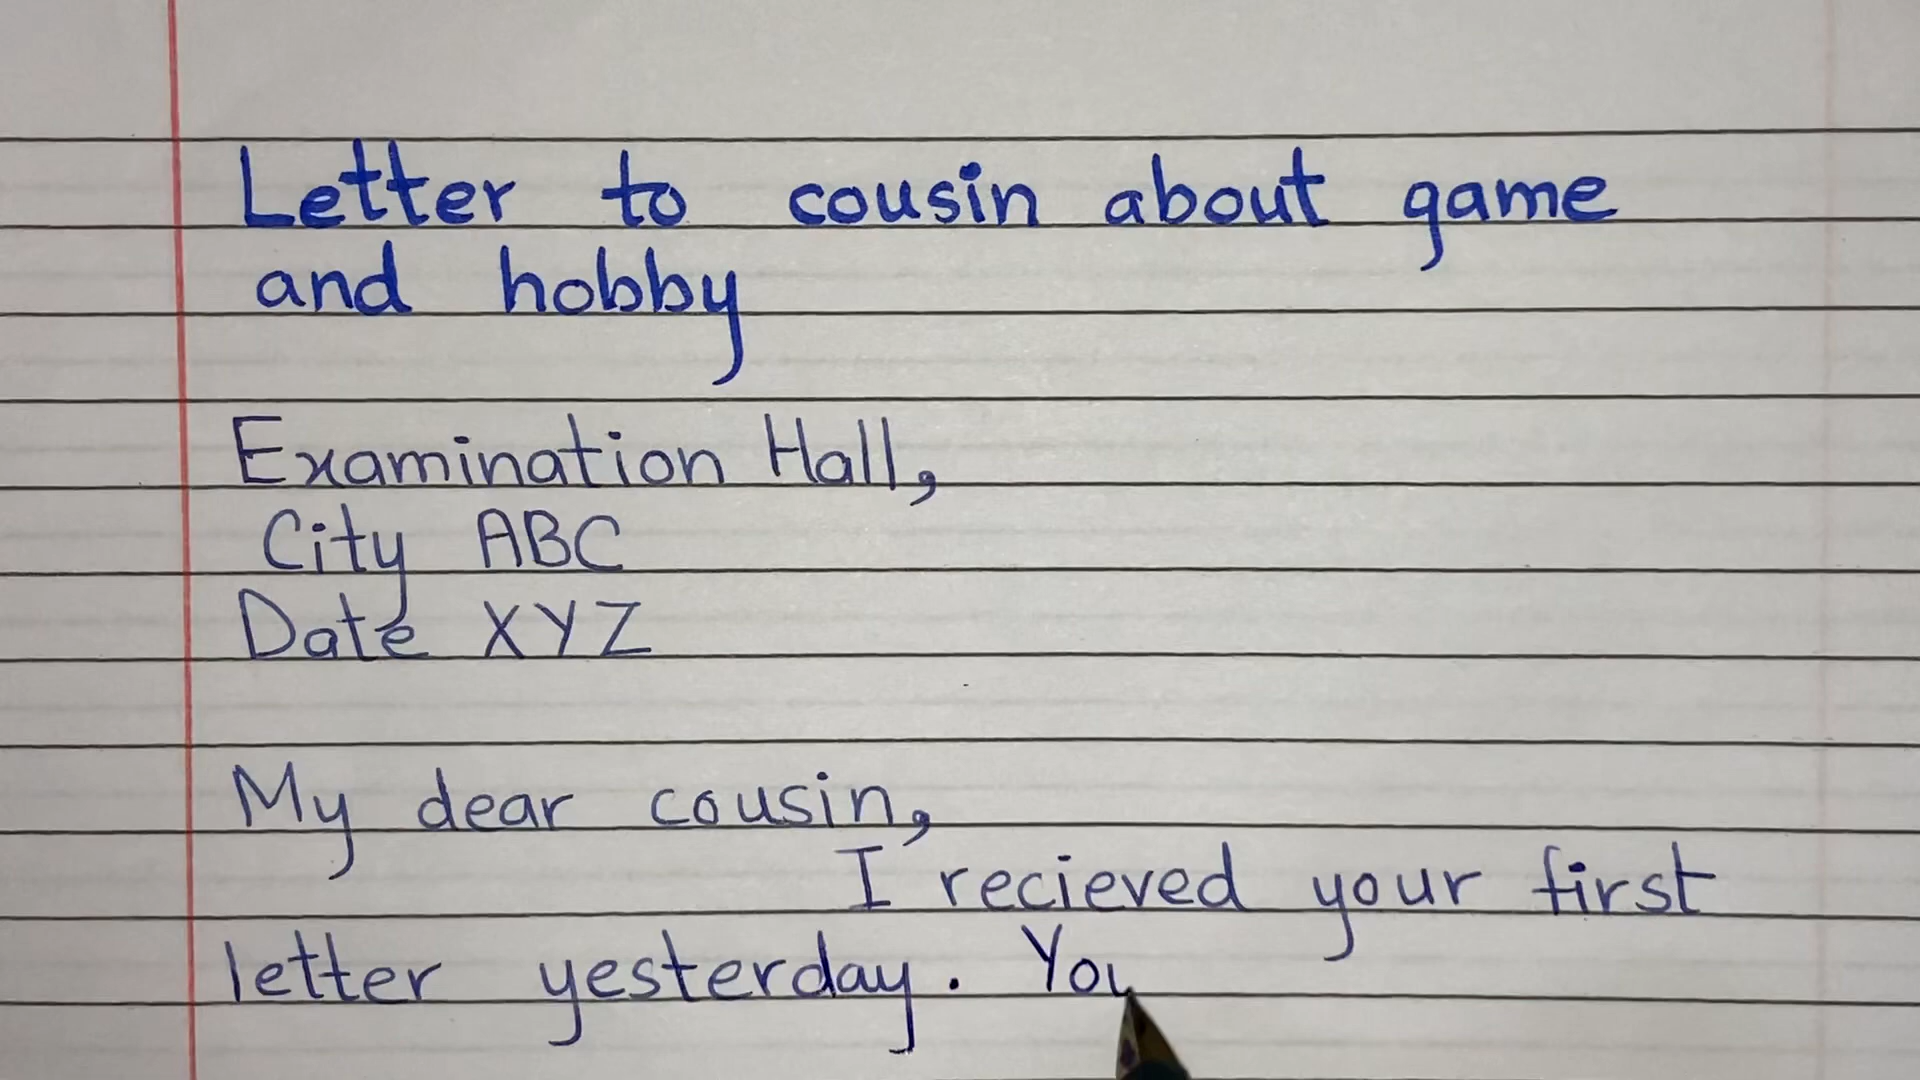 Letter to cousin about game
and hobby
Examination Hall,
City ABC
Date XYZ
My dear cousin,
I recieved your first
letter yesterday. You